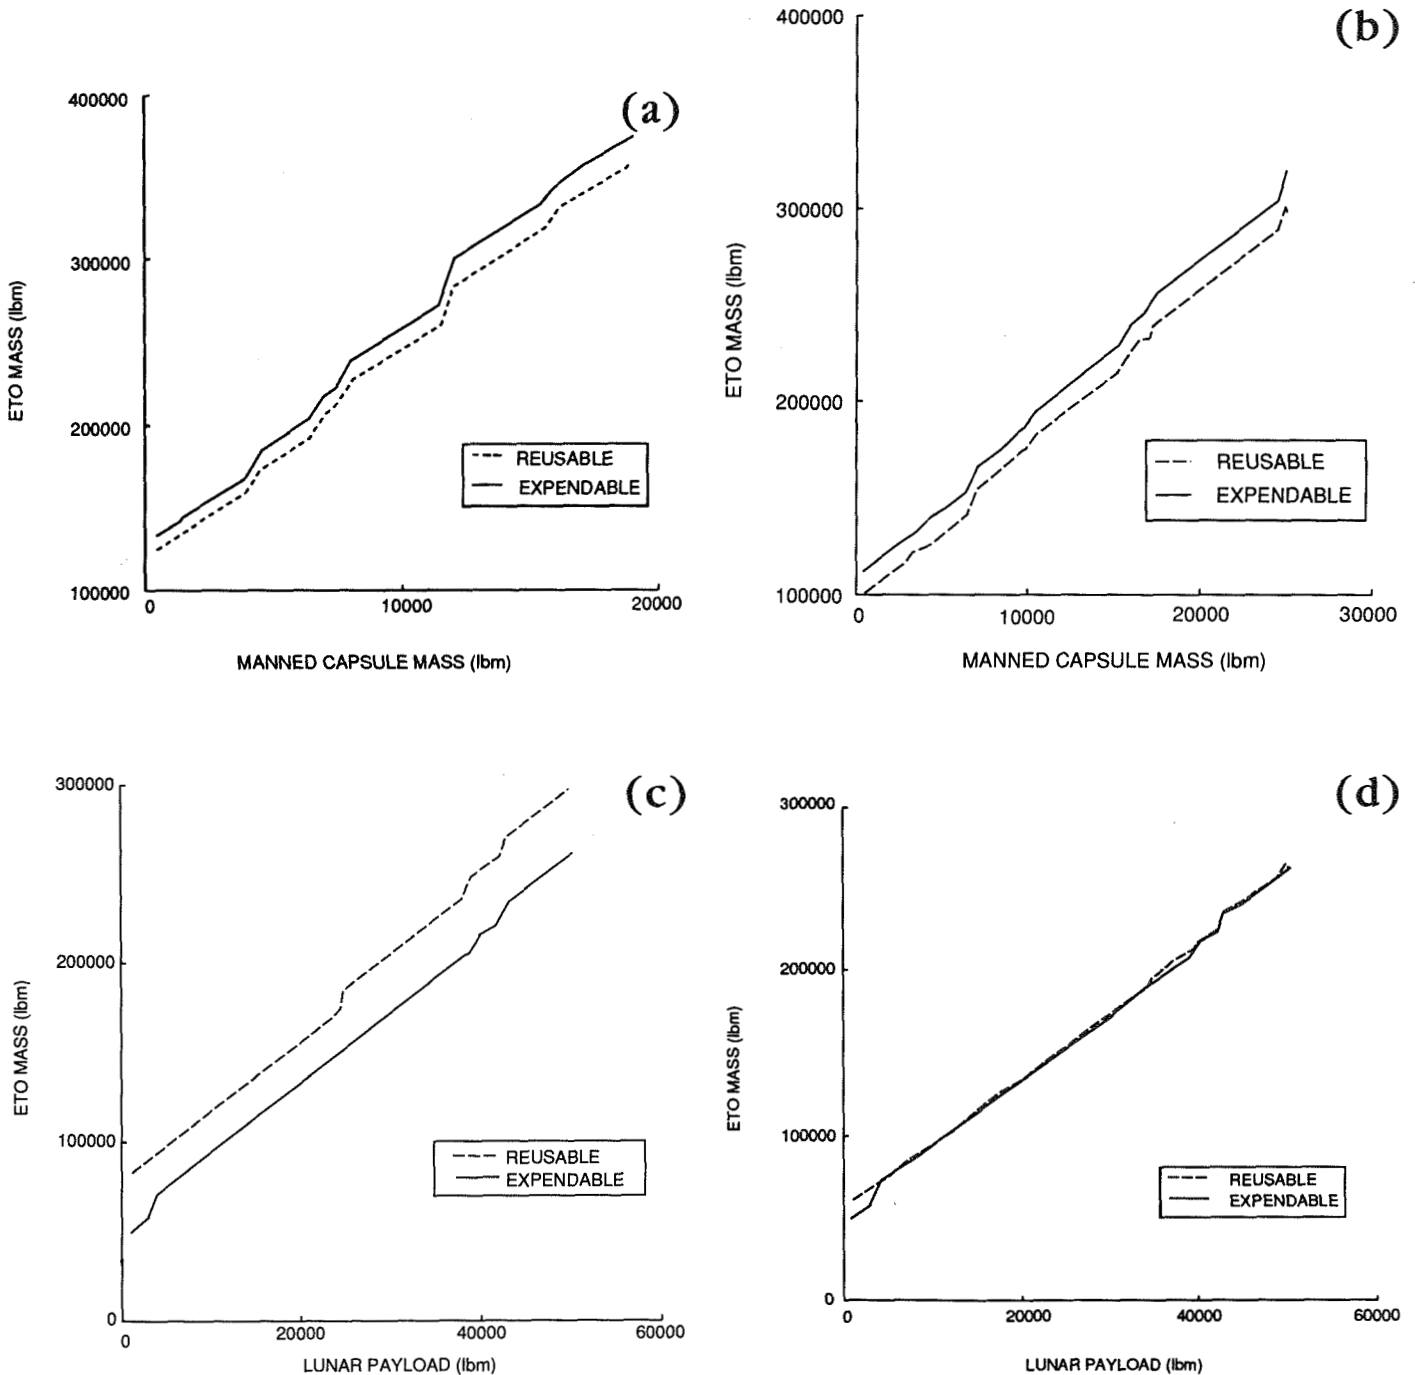 (a)
400000
300000
200000
100000
0
10000
20000
ETO MASS (lbm)
MANNED CAPSULE MASS (lbm)
REUSABLE
EXPENDABLE
(b)
400000
300000
200000
100000
0
10000
20000
30000
ETO MASS (lbm)
MANNED CAPSULE MASS (lbm)
REUSABLE
EXPENDABLE
(c)
300000
200000
100000
0
0
20000
40000
60000
ETO MASS (lbm)
LUNAR PAYLOAD (lbm)
REUSABLE
EXPENDABLE
(d)
300000
200000
100000
0
0
20000
40000
60000
ETO MASS (lbm)
LUNAR PAYLOAD (lbm)
REUSABLE
EXPENDABLE